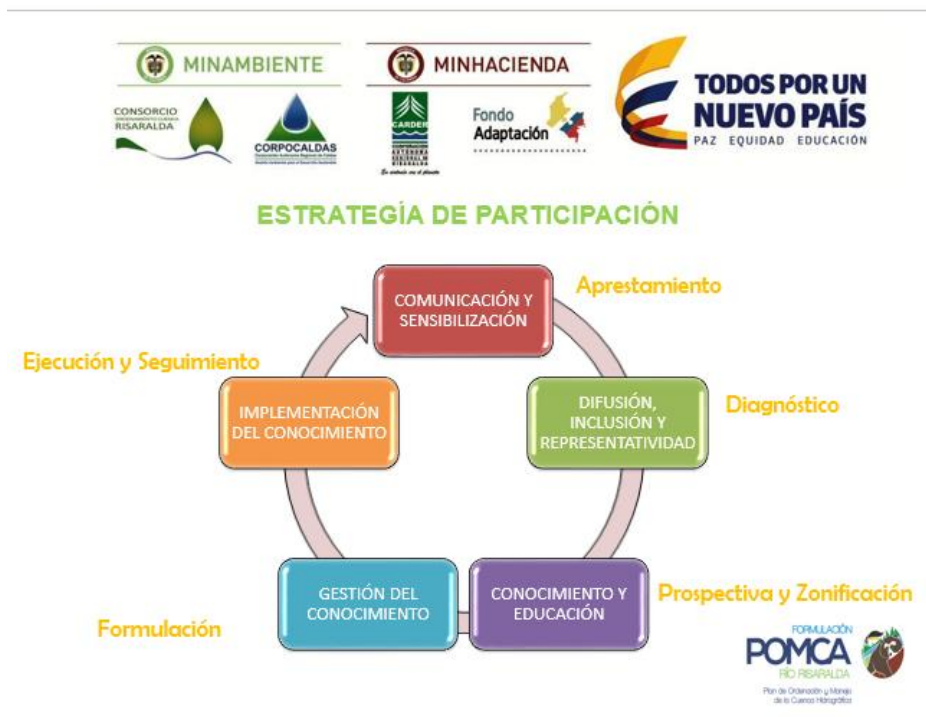 MINAMBIENTE
MINHACIENDA
TODOS POR UN
NUEVO PAÍS
PAZ EQUIDAD EDUCACIÓN
CONSORCIO
RISARALDA
CORPOCALDAS
CARDER
Fondo
Adaptación
ESTRATEGÍA DE PARTICIPACIÓN
COMUNICACIÓN Y
SENSIBILIZACIÓN
Aprestamiento
Ejecución y Seguimiento
IMPLEMENTACIÓN
DEL CONOCIMIENTO
DIFUSIÓN,
INCLUSIÓN Y
REPRESENTATIVIDAD
Diagnóstico
GESTIÓN DEL
CONOCIMIENTO
CONOCIMIENTO Y
EDUCACIÓN
Prospectiva y Zonificación
Formulación
FORMULACIÓN
POMCA
RÍO RISARALDA
Plan de Ordenación y Manejo
de la Cuenca Hidrográfica